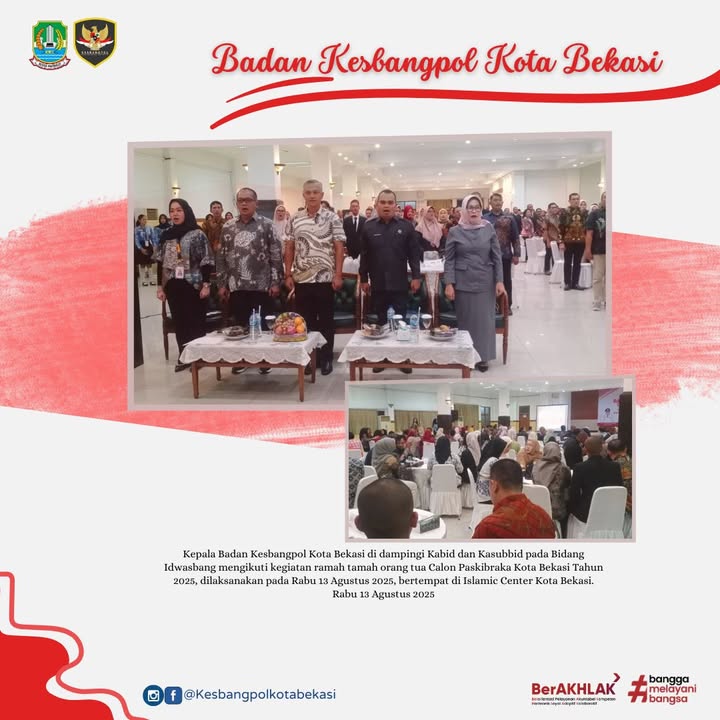 Badan Kesbangpol Kota Bekasi
Kepala Badan Kesbangpol Kota Bekasi di dampingi Kabid dan Kasubbid pada Bidang
Idwasbang mengikuti kegiatan ramah tamah orang tua Calon Paskibraka Kota Bekasi Tahun
2025, dilaksanakan pada Rabu 13 Agustus 2025, bertempat di Islamic Center Kota Bekasi.
Rabu 13 Agustus 2025
@Kesbangpolkotabekasi
BerAKHLAK
#bangga
melayani
bangsa